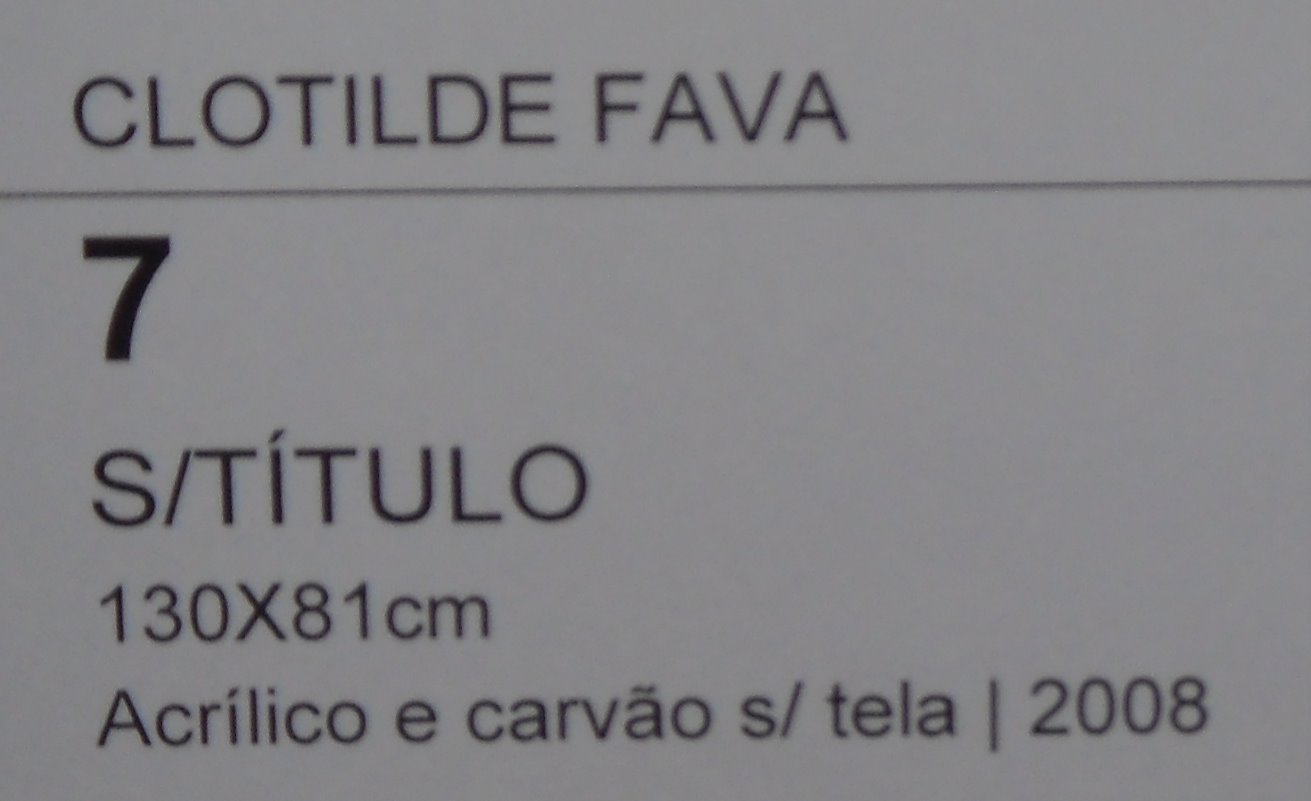 CLOTILDE FAVA
7
S/TÍTULO
130X81cm
Acrílico e carvão s/ tela | 2008